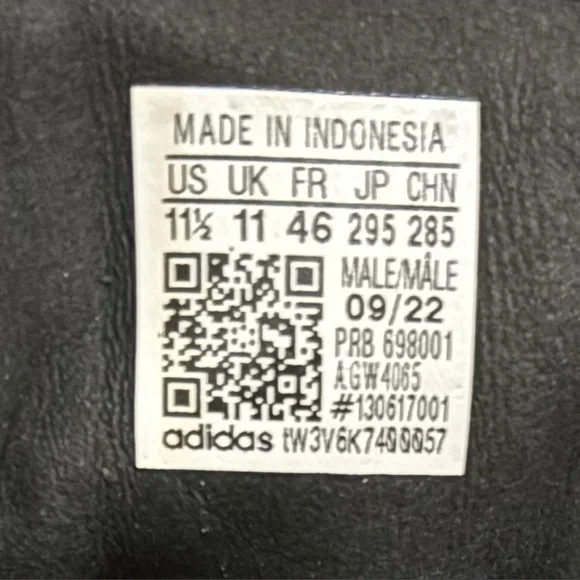 MADE IN INDONESIA
US UK FR JP CHN
11½ 11 46 295 285
MALE/MÂLE
09/22
PRB 698001
AGW4065
#130617001
adidas